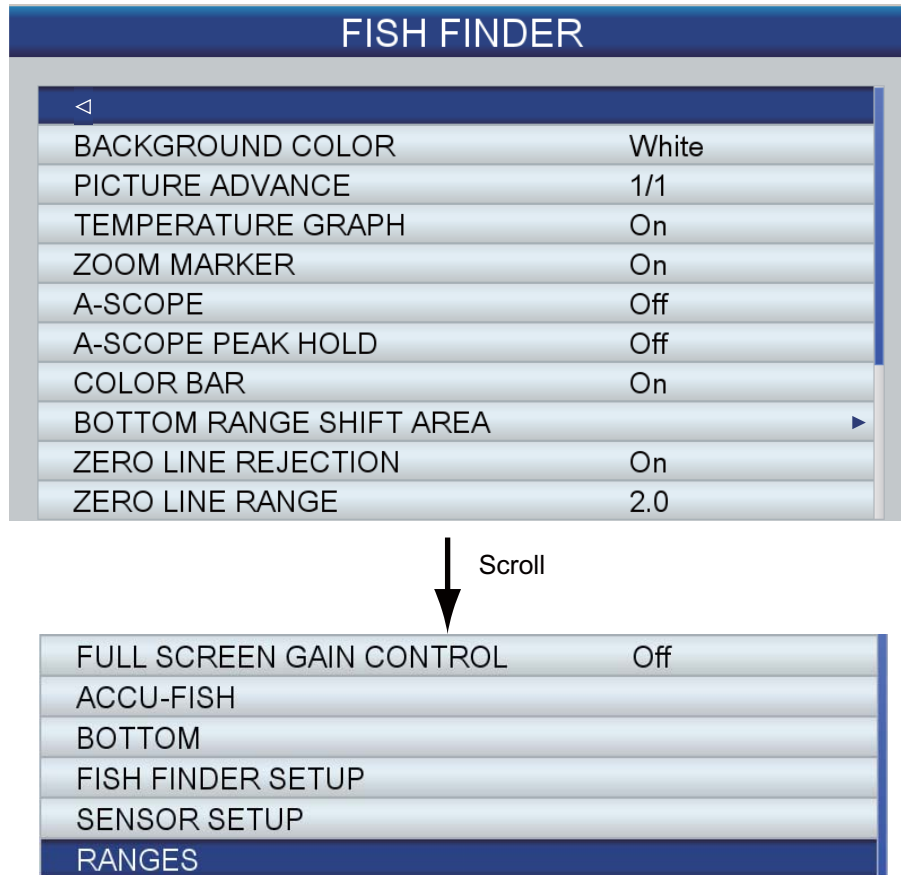 FISH FINDER
◁
BACKGROUND COLOR White
PICTURE ADVANCE 1/1
TEMPERATURE GRAPH On
ZOOM MARKER On
A-SCOPE Off
A-SCOPE PEAK HOLD Off
COLOR BAR On
BOTTOM RANGE SHIFT AREA ▶
ZERO LINE REJECTION On
ZERO LINE RANGE 2.0
Scroll
FULL SCREEN GAIN CONTROL Off
ACCU-FISH
BOTTOM
FISH FINDER SETUP
SENSOR SETUP
RANGES